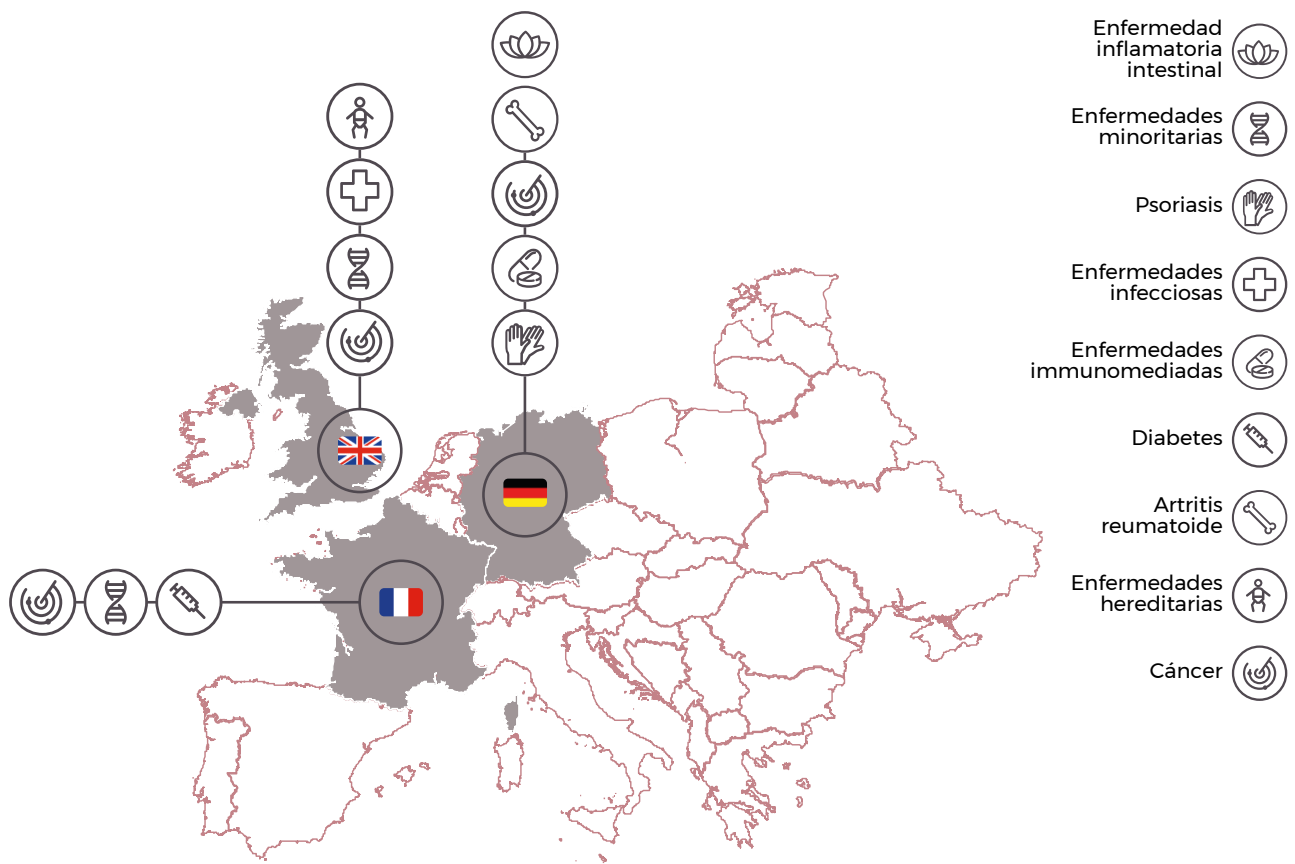 Enfermedad
inflamatoria
intestinal
Enfermedades
minoritarias
Psoriasis
Enfermedades
infecciosas
Enfermedades
immunomediadas
Diabetes
Artritis
reumatoide
Enfermedades
hereditarias
Cáncer